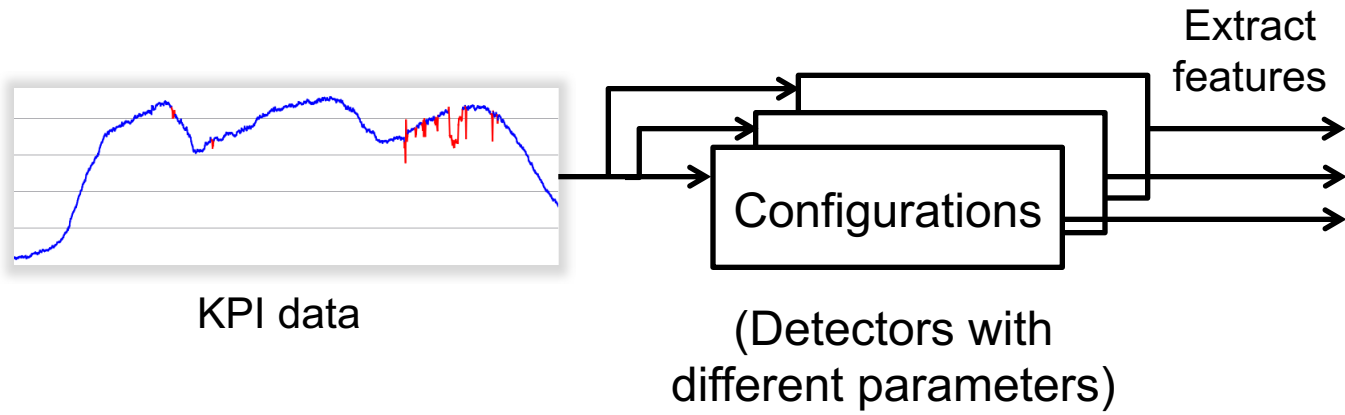 Extract
features
Configurations
KPI data
(Detectors with
different parameters)